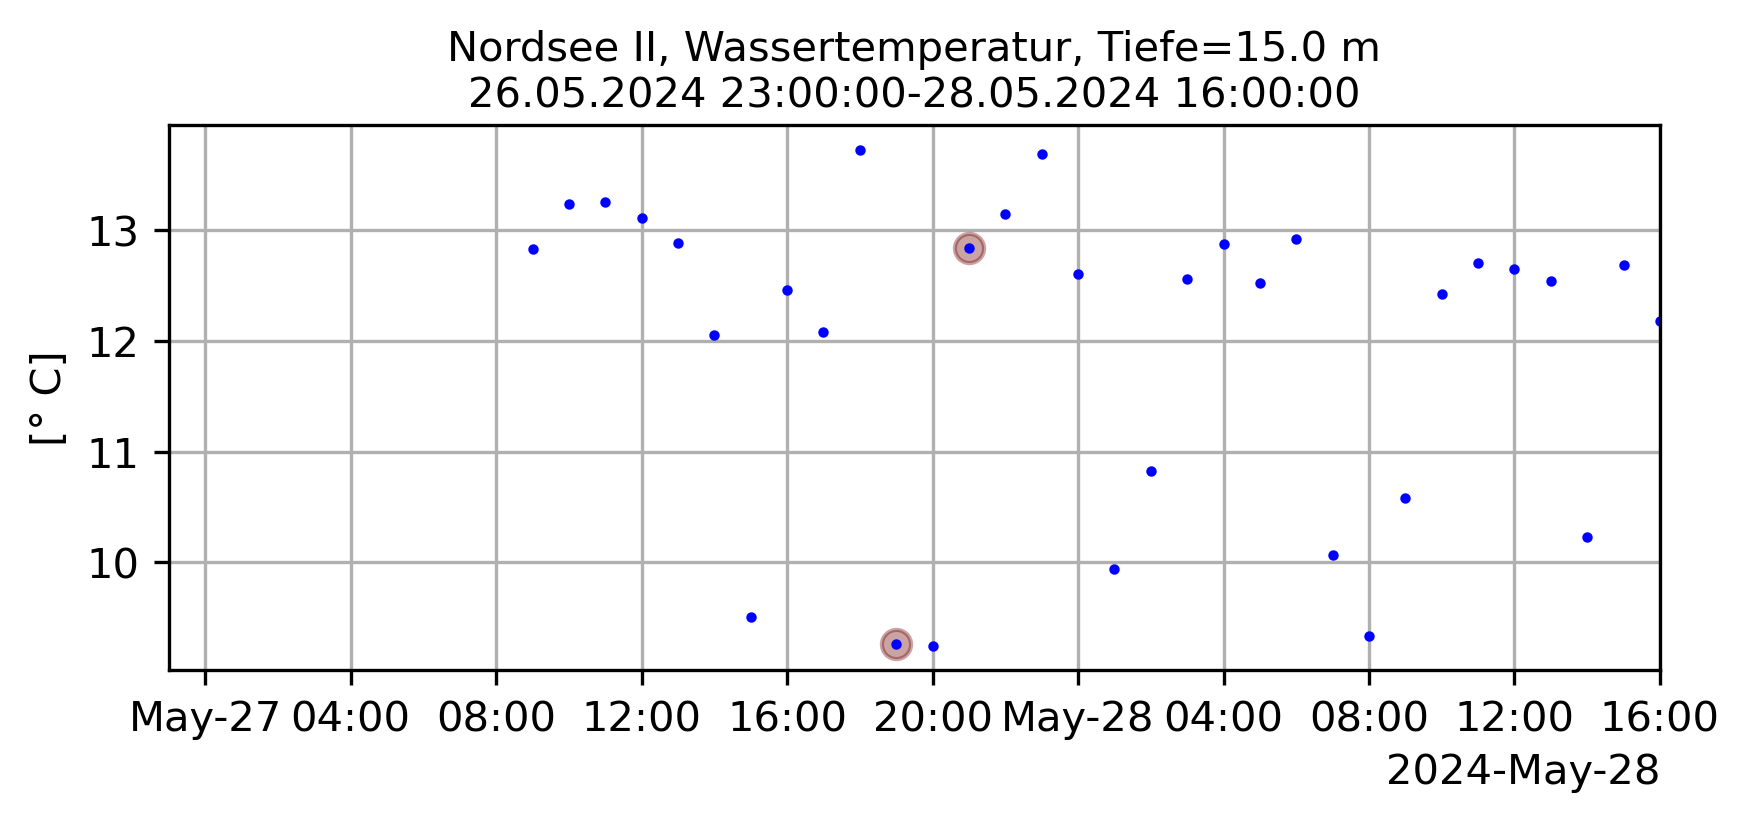 Nordsee II, Wassertemperatur, Tiefe=15.0 m
26.05.2024 23:00:00-28.05.2024 16:00:00
[° C]
13
12
11
10
May-27 04:00 08:00 12:00 16:00 20:00 May-28 04:00 08:00 12:00 16:00
2024-May-28